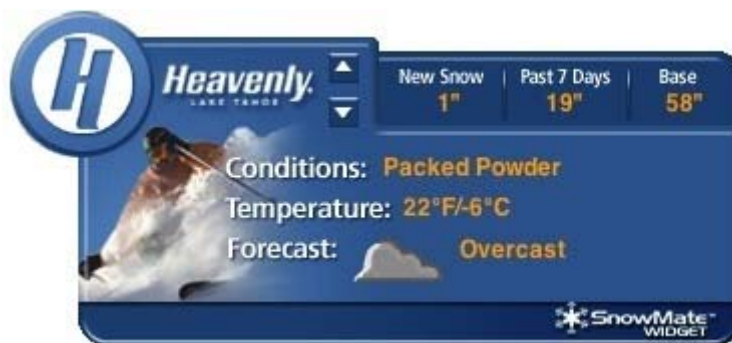 H
Heavenly.
LAKE TAHOE
New Snow
1"
Past 7 Days
19"
Base
58"
Conditions: Packed Powder
Temperature: 22°F/-6°C
Forecast: Overcast
SnowMate™
WIDGET